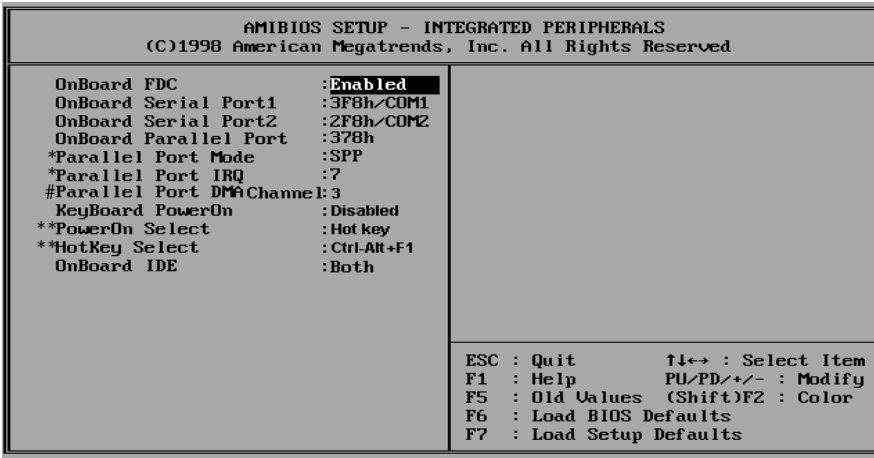 AMIBIOS SETUP - INTEGRATED PERIPHERALS
(C)1998 American Megatrends, Inc. All Rights Reserved
OnBoard FDC :Enabled
OnBoard Serial Port1 :3F8h/COM1
OnBoard Serial Port2 :2F8h/COM2
OnBoard Parallel Port :378h
*Parallel Port Mode :SPP
*Parallel Port IRQ :7
#Parallel Port DMA Channel:3
KeyBoard PowerOn :Disabled
**PowerOn Select :Hot key
**HotKey Select :Ctrl-Alt+F1
OnBoard IDE :Both
ESC : Quit ↑↓←→ : Select Item
F1 : Help PU/PD/+/- : Modify
F5 : Old Values (Shift)F2 : Color
F6 : Load BIOS Defaults
F7 : Load Setup Defaults